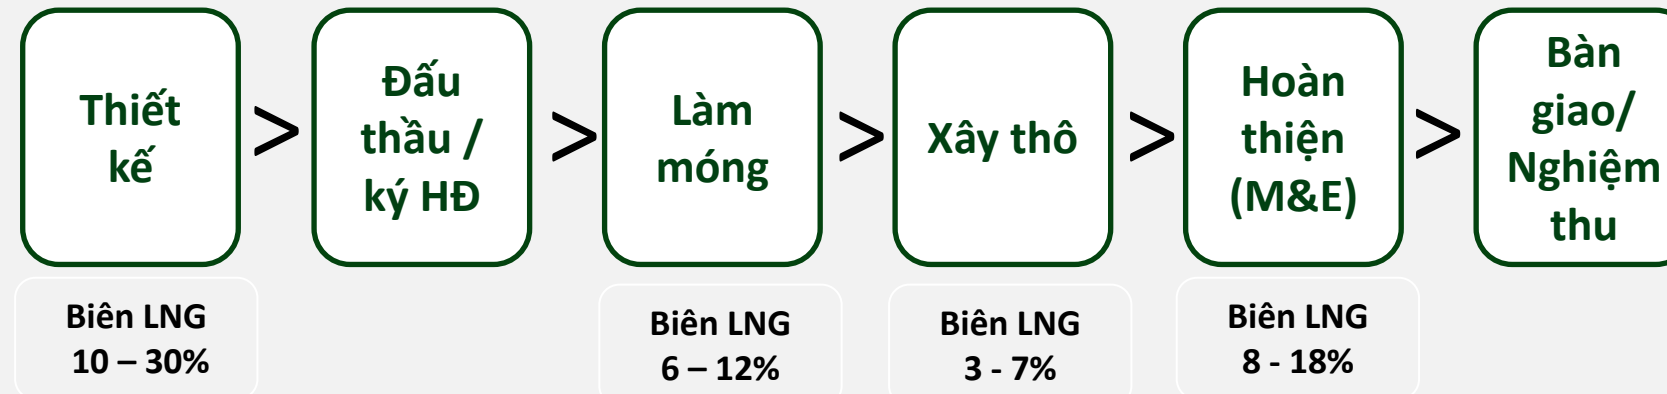 Thiết
kế
>
Đấu
thầu /
ký HĐ
>
Làm
móng
>
Xây thô
>
Hoàn
thiện
(M&E)
>
Bàn
giao/
Nghiệm
thu
Biên LNG
10 – 30%
Biên LNG
6 – 12%
Biên LNG
3 - 7%
Biên LNG
8 - 18%